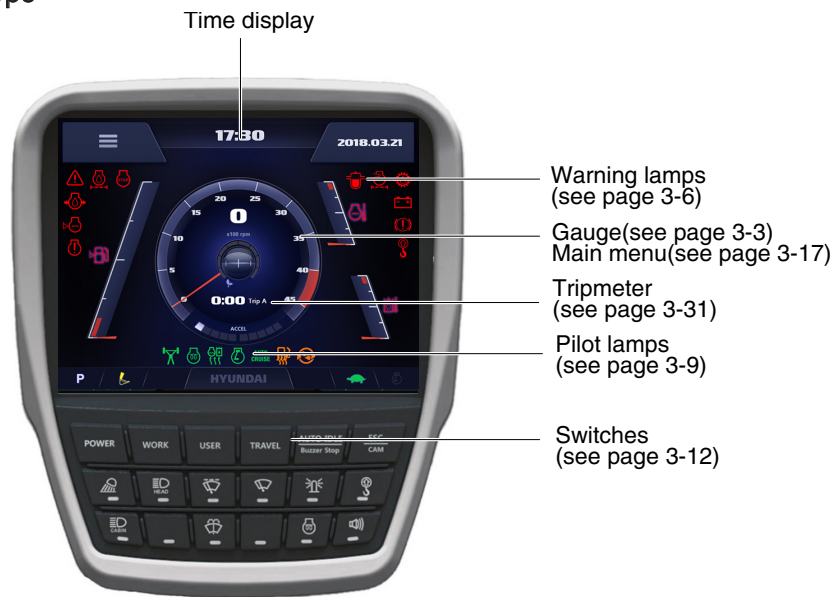 Time display
17:30
2018.03.21
Warning lamps
(see page 3-6)
Gauge(see page 3-3)
Main menu(see page 3-17)
Tripmeter
(see page 3-31)
Pilot lamps
(see page 3-9)
Switches
(see page 3-12)
0
x100 rpm
0
5
10
15
20
25
30
35
40
45
0:00 Trip A
ACCEL
CRUISE
P
HYUNDAI
POWER
WORK
USER
TRAVEL
AUTO IDLE
Buzzer Stop
ESC
CAM
HEAD
CABIN